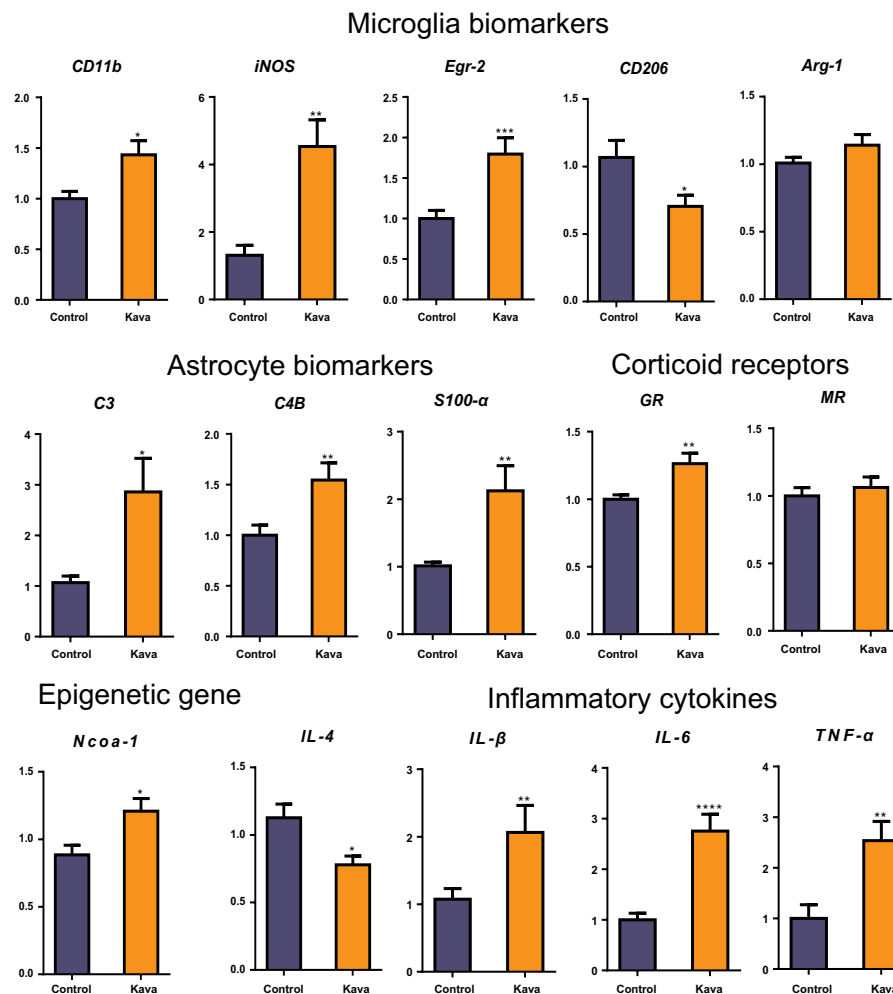 Microglia biomarkers
CD11b iNOS Egr-2 CD206 Arg-1
2.0 6 2.5 1.5 1.5
* ** *** *
1.5 4 2.0 1.0 1.0
1.0 2 1.5 0.5 0.5
0.5 0 1.0 0.0 0.0
0.0 0.5
0.0
Control Kava Control Kava Control Kava Control Kava Control Kava
Astrocyte biomarkers Corticoid receptors
C3 C4B S100-α GR MR
4 2.0 3 1.5 1.5
* ** ** **
3 1.5 2 1.0 1.0
2 1.0 1 0.5 0.5
1 0.5 0 0.0 0.0
0 0.0
Control Kava Control Kava Control Kava Control Kava Control Kava
Epigenetic gene Inflammatory cytokines
Ncoa-1 IL-4 IL-β IL-6 TNF-α
1.5 1.5 3 4 4
* * ** **** **
1.0 1.0 2 3 3
0.5 0.5 1 2 2
0.0 0.0 0 1 1
0 0
Control Kava Control Kava Control Kava Control Kava Control Kava